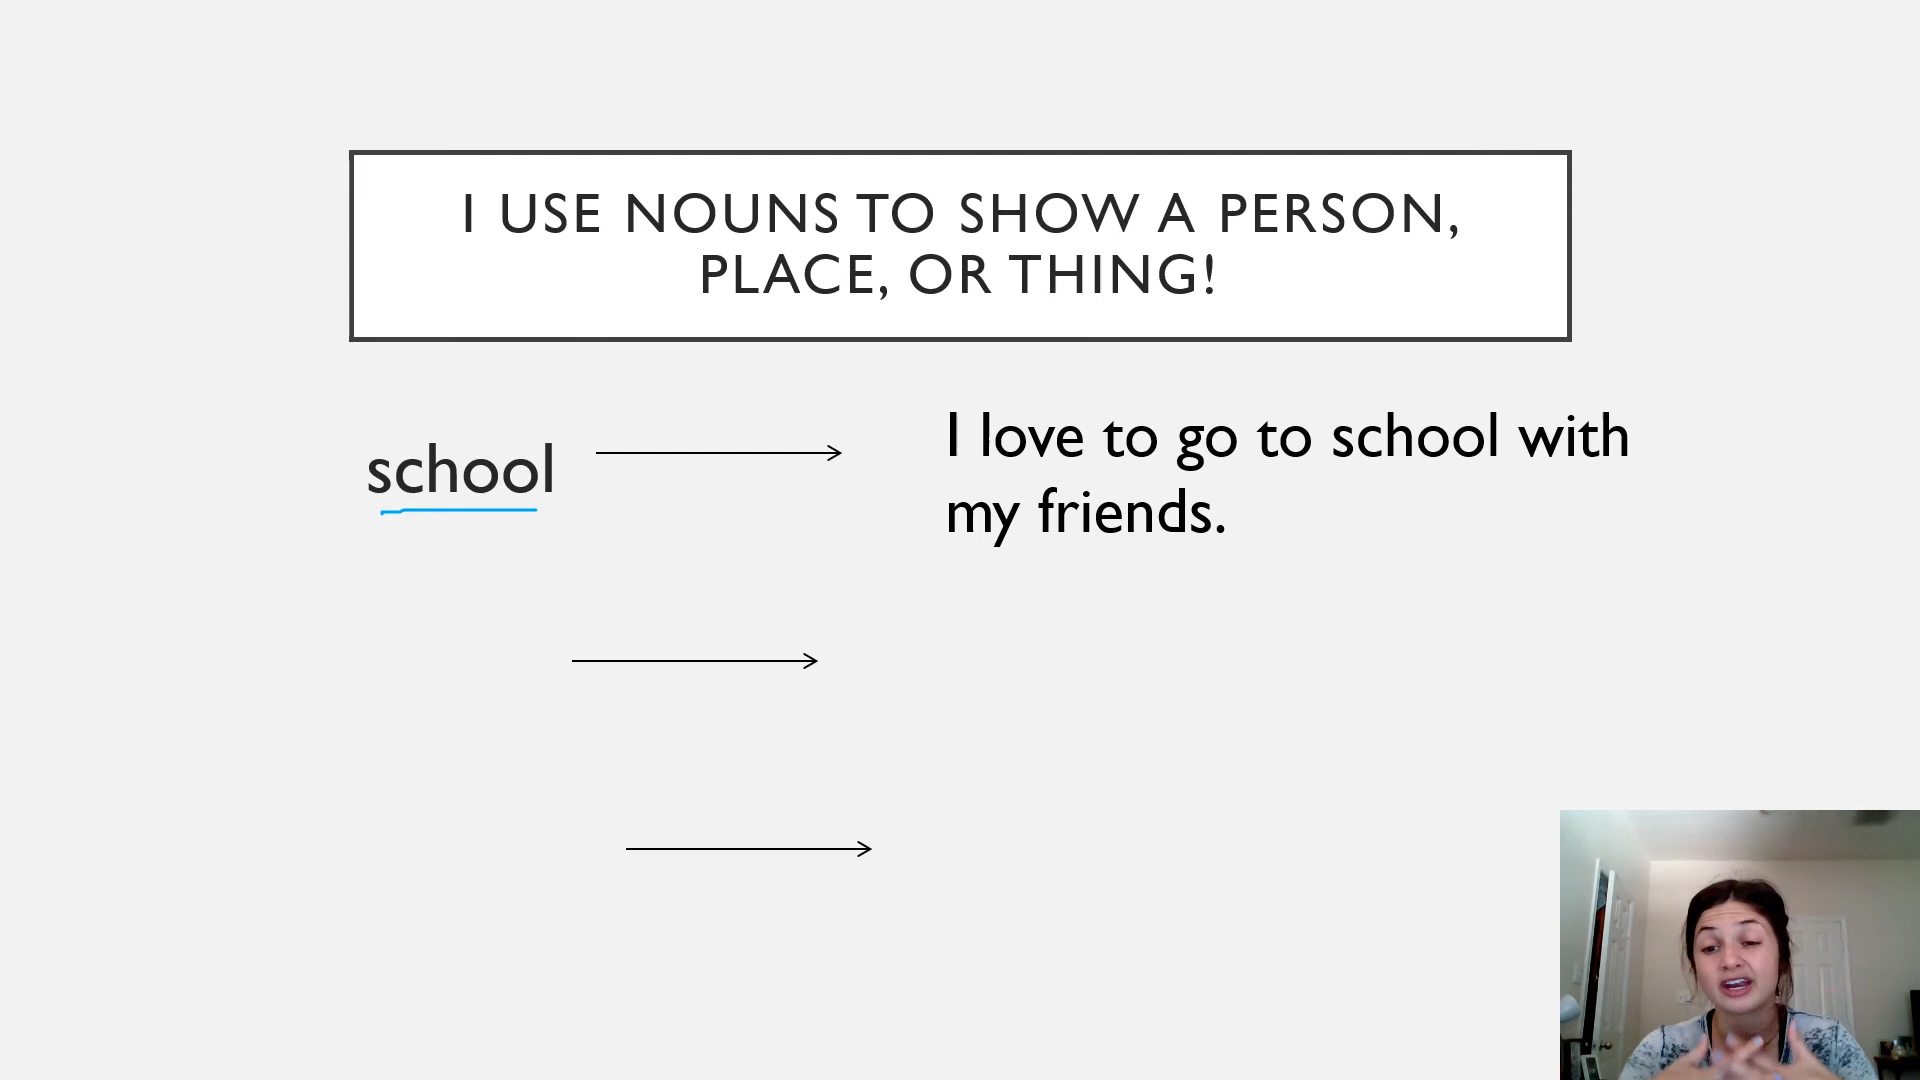 I USE NOUNS TO SHOW A PERSON,
PLACE, OR THING!
school
I love to go to school with
my friends.